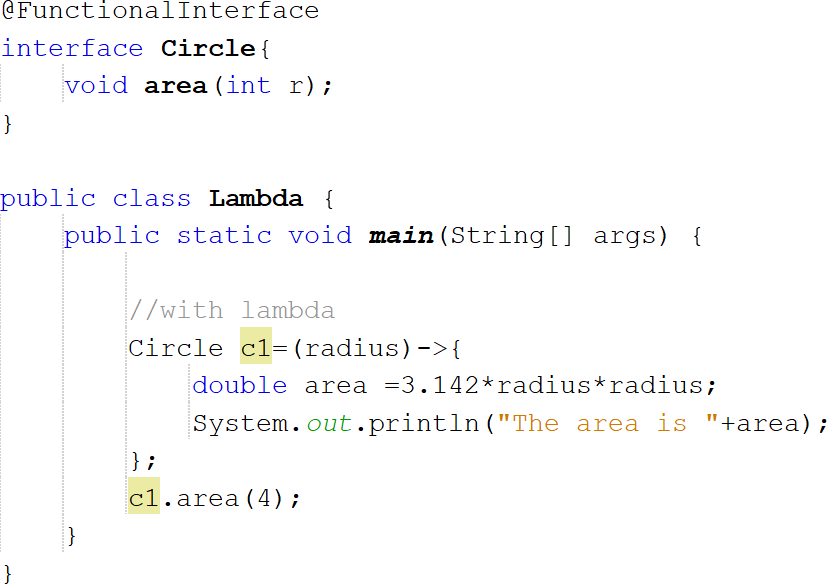 @FunctionalInterface
interface Circle{
    void area(int r);
}

public class Lambda {
    public static void main(String[] args) {

        //with lambda
        Circle c1=(radius)->{
            double area =3.142*radius*radius;
            System.out.println("The area is "+area);
        };
        c1.area(4);
    }
}